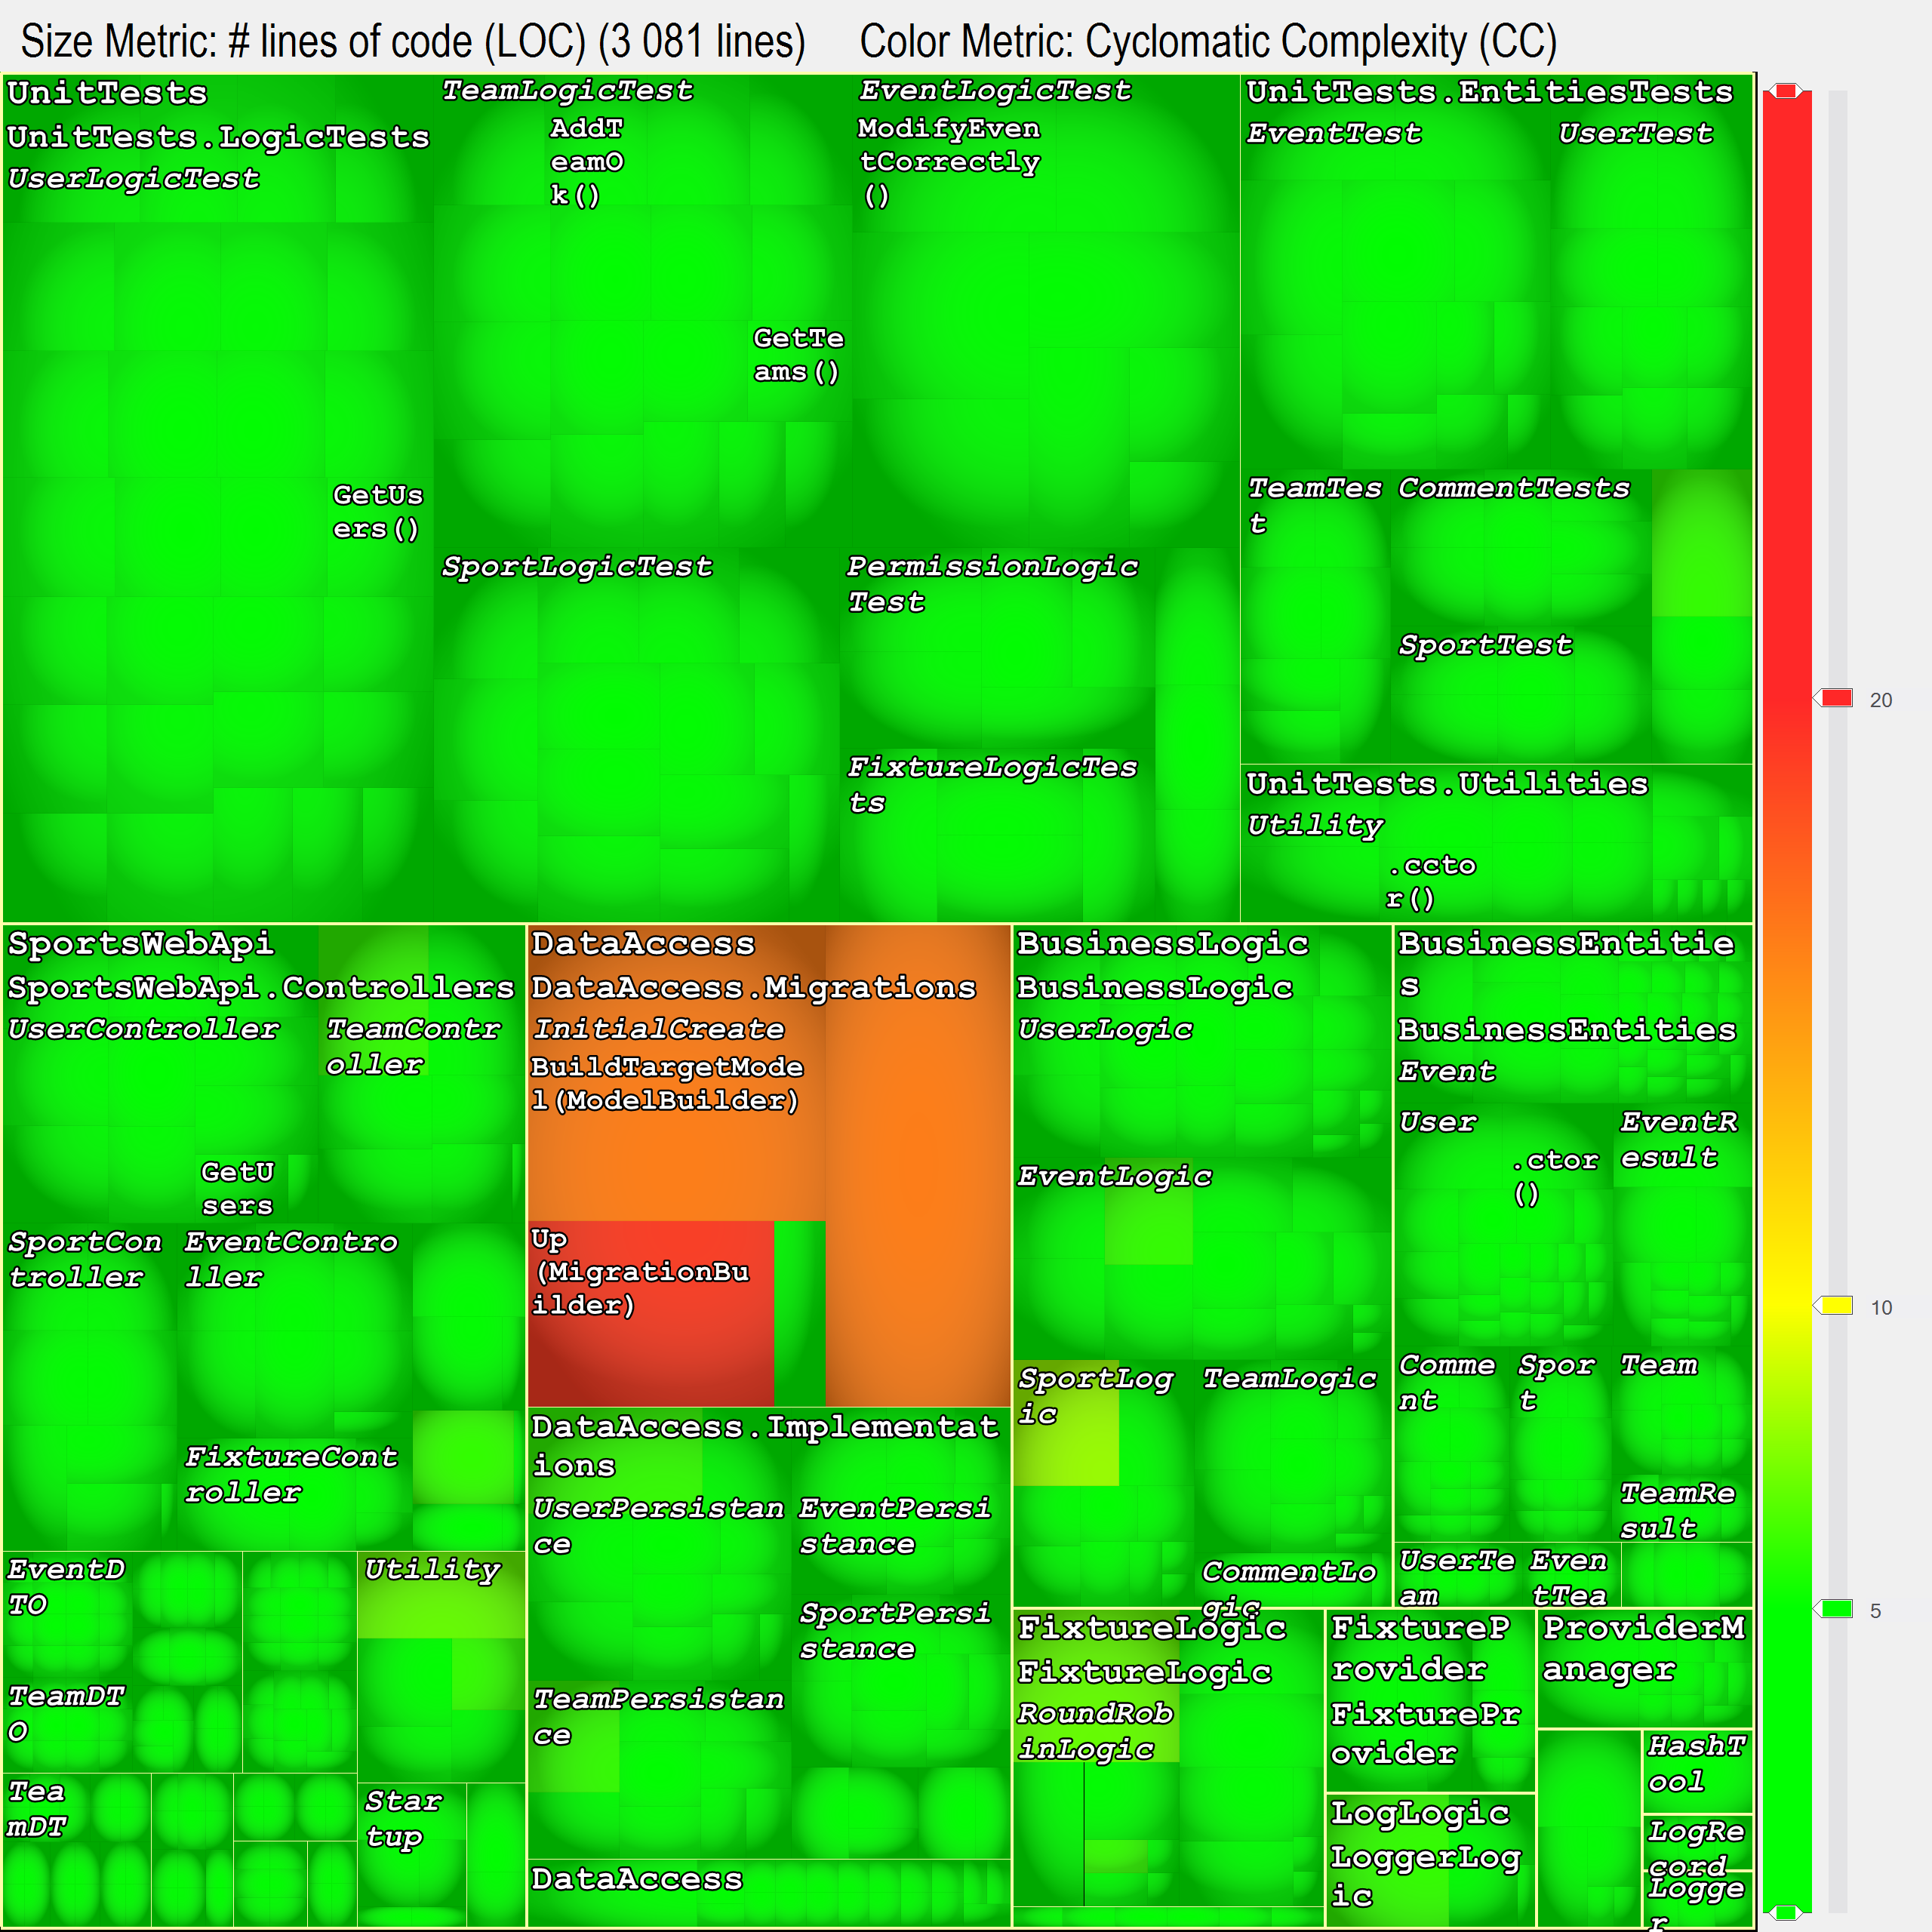 Size Metric: # lines of code (LOC) (3 081 lines)
Color Metric: Cyclomatic Complexity (CC)
UnitTests
UnitTests.LogicTests
UserLogicTest
GetUs
ers()
TeamLogicTest
AddT
eamO
k()
GetTe
ams()
SportLogicTest
EventLogicTest
ModifyEven
tCorrectly
()
PermissionLogic
Test
FixtureLogicTes
ts
UnitTests.EntitiesTests
EventTest
UserTest
TeamTes
t
CommentTests
SportTest
UnitTests.Utilities
Utility
.ccto
r()
SportsWebApi
SportsWebApi.Controllers
UserController
TeamContr
oller
GetU
sers
SportCon
troller
EventContro
ller
FixtureCont
roller
EventD
TO
TeamDT
O
Tea
mDT
Utility
Star
tup
DataAccess
DataAccess.Migrations
InitialCreate
BuildTargetMode
l(ModelBuilder)
Up
(MigrationBu
ilder)
DataAccess.Implementat
ions
UserPersistan
ce
EventPersi
stance
SportPersi
stance
TeamPersistan
ce
DataAccess
BusinessLogic
BusinessLogic
UserLogic
EventLogic
SportLog
ic
TeamLogic
CommentLo
gic
BusinessEntitie
s
BusinessEntities
Event
User
.ctor
()
EventR
esult
Comme
nt
Spor
t
Team
TeamRe
sult
UserTe
am
Even
tTea
FixtureLogic
FixtureLogic
RoundRob
inLogic
FixtureP
rovider
FixturePr
ovider
LogLogic
LoggerLog
ic
ProviderM
anager
HashT
ool
LogRe
cord
Logge
r
20
10
5